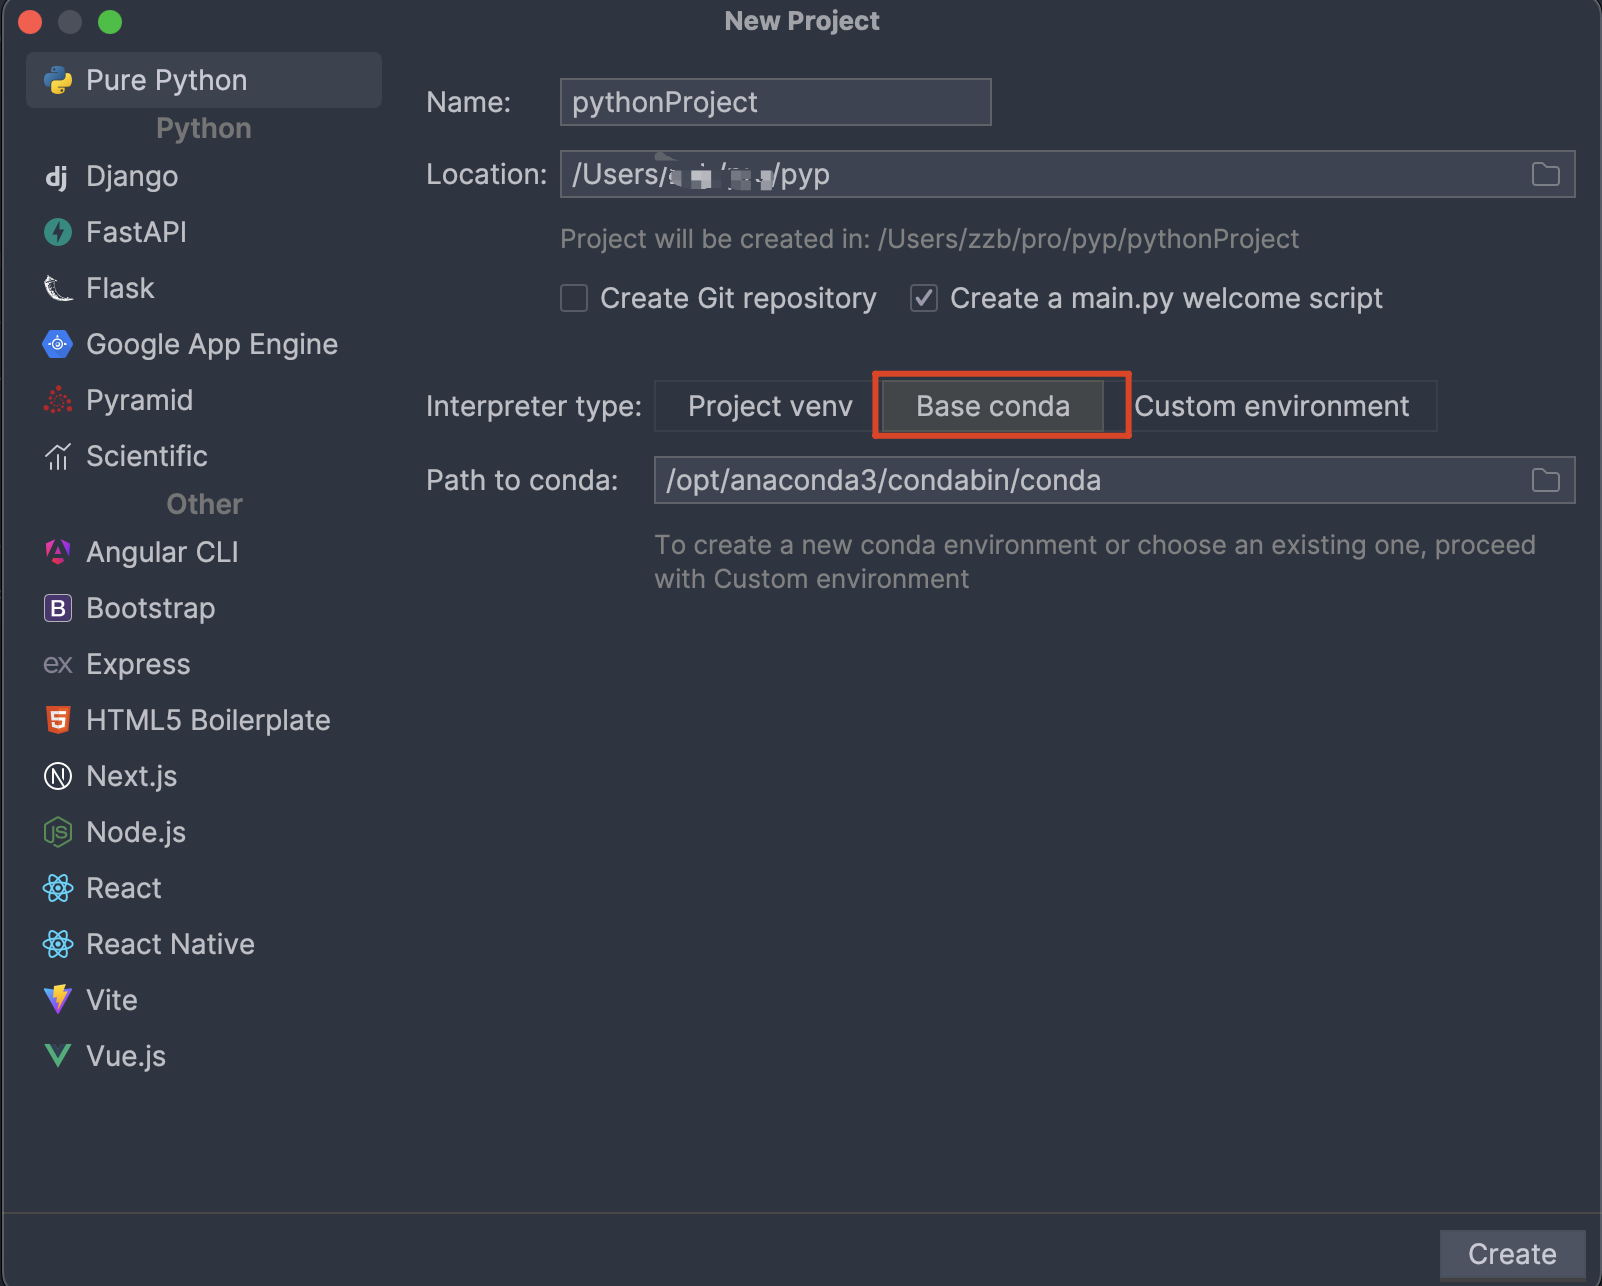 New Project
Pure Python
Python
dj Django
FastAPI
Flask
Google App Engine
Pyramid
Scientific
Other
Angular CLI
B Bootstrap
ex Express
5 HTML5 Boilerplate
N Next.js
JS Node.js
React
React Native
Vite
Vue.js
Name: pythonProject
Location: /Users/ /pyp
Project will be created in: /Users/zzb/pro/pyp/pythonProject
Create Git repository Create a main.py welcome script
Interpreter type: Project venv Base conda Custom environment
Path to conda: /opt/anaconda3/condabin/conda
To create a new conda environment or choose an existing one, proceed
with Custom environment
Create